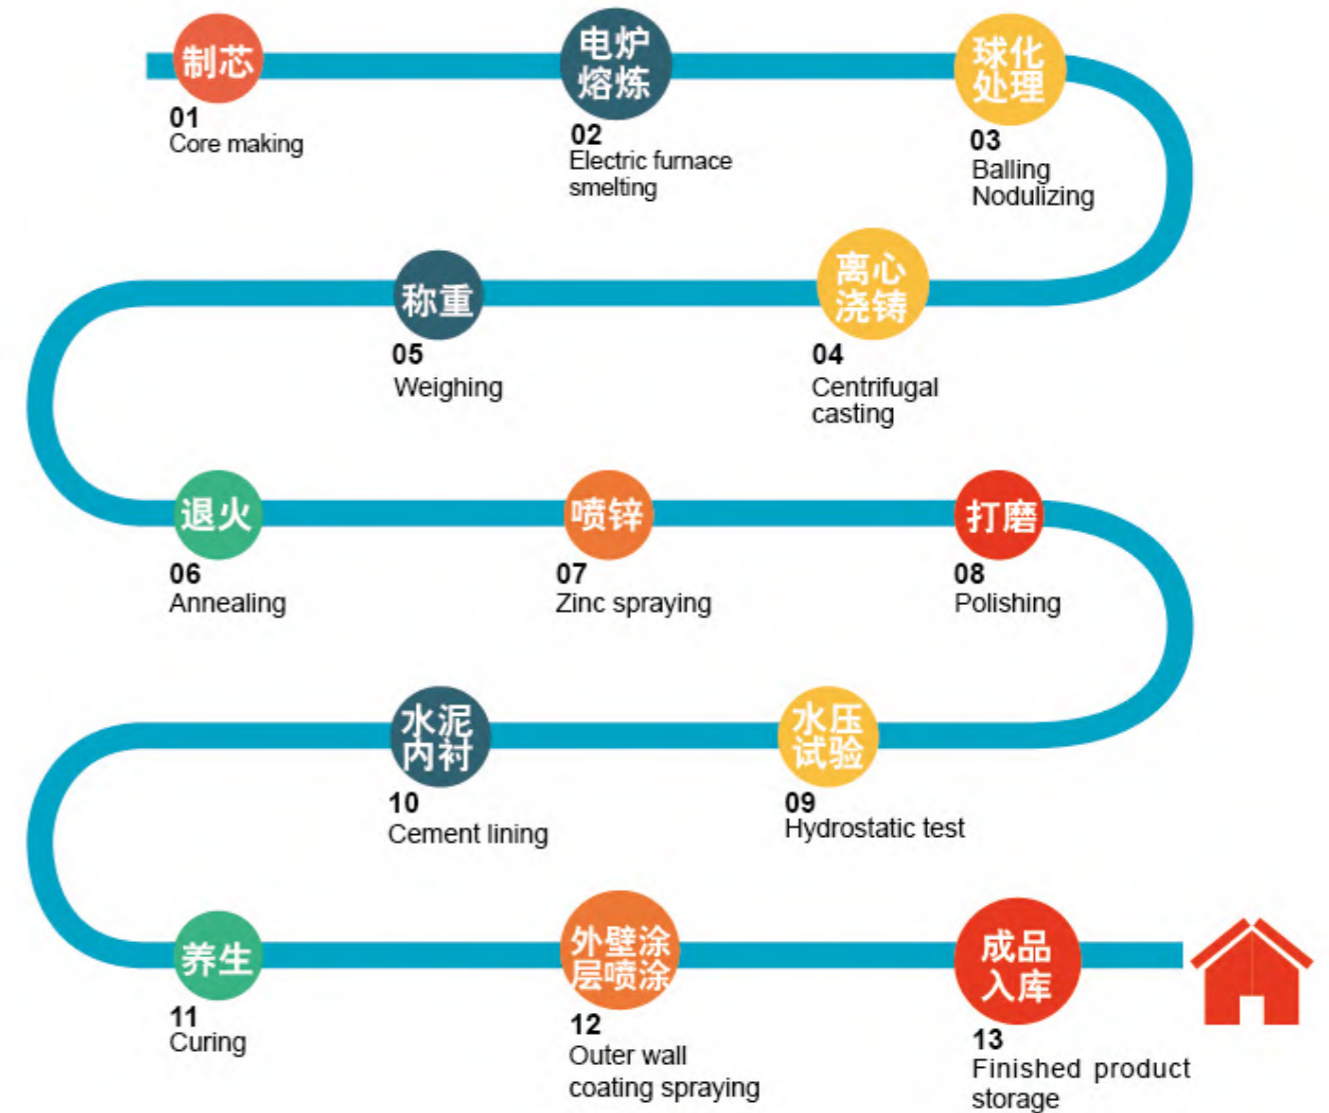 制芯
01
Core making
电炉
熔炼
02
Electric furnace
smelting
球化
处理
03
Balling
Nodulizing
离心
浇铸
04
Centrifugal
casting
称重
05
Weighing
退火
06
Annealing
喷锌
07
Zinc spraying
打磨
08
Polishing
水压
试验
09
Hydrostatic test
水泥
内衬
10
Cement lining
养生
11
Curing
外壁涂
层喷涂
12
Outer wall
coating spraying
成品
入库
13
Finished product
storage